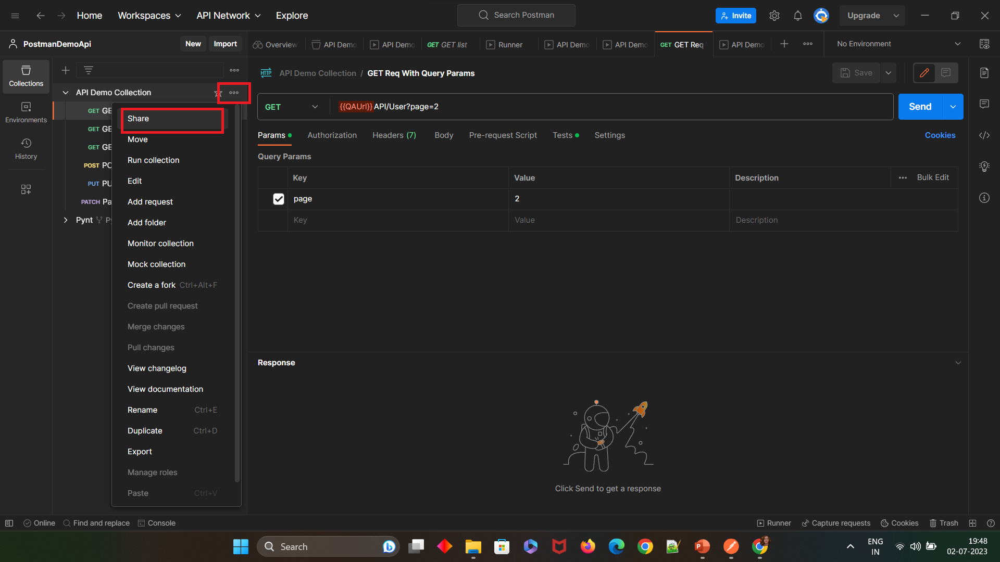 Home Workspaces API Network Explore Search Postman Invite Upgrade
PostmanDemoApi New Import Overview API Demo API Demo GET GET list Runner API Demo API Demo GET GET Req API Demo No Environment
Collections
HTTP API Demo Collection / GET Req With Query Params Save
API Demo Collection
GET GE
GET {{QAUrl}}API/User?page=2 Send
Environments
Share
GET GE
Params Authorization Headers (7) Body Pre-request Script Tests Settings Cookies
Move
GET GE
History
Query Params
Run collection
POST PO
Key Value Description Bulk Edit
Edit
PUT PU
page 2
Add request
PATCH Pa
Key Value Description
Pynt Py
Add folder
Monitor collection
Mock collection
Create a fork Ctrl+Alt+F
Create pull request
Merge changes
Pull changes
Response
View changelog
View documentation
Rename Ctrl+E
Duplicate Ctrl+D
Export
Manage roles
Paste Ctrl+V
Click Send to get a response
Online Find and replace Console Runner Capture requests Cookies Trash
Search
ENG
IN
19:48
02-07-2023